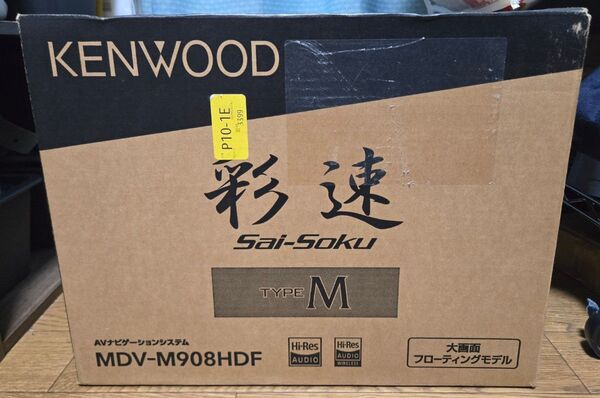 KENWOOD
P10-1E
3399
彩速
Sai-Soku
TYPE M
AVナビゲーションシステム
MDV-M908HDF
Hi-Res
AUDIO
Hi-Res
AUDIO
WIRELESS
大画面
フローティングモデル